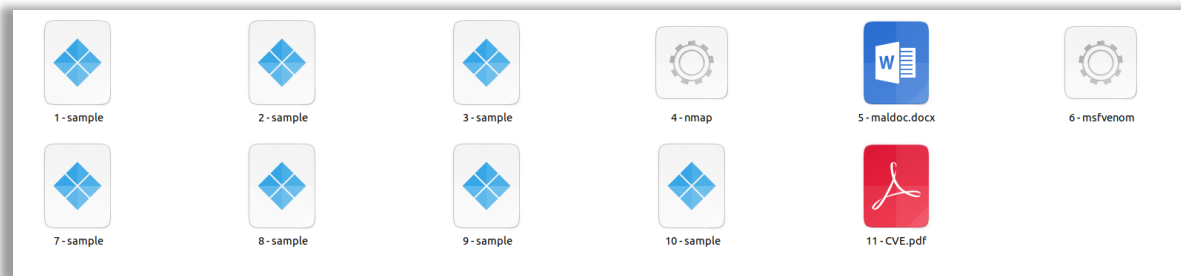 1 - sample
2 - sample
3 - sample
4 - nmap
W
5 - maldoc.docx
6 - msfvenom
7 - sample
8 - sample
9 - sample
10 - sample
11 - CVE.pdf